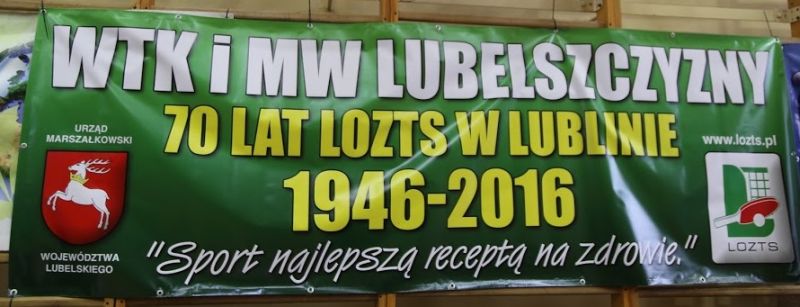 WTK i MW LUBELSZCZYZNY
70 LAT LOZTS W LUBLINIE
1946-2016
"Sport najlepszą receptą na zdrowie."
URZĄD
MARSZAŁKOWSKI
WOJEWÓDZTWA
LUBELSKIEGO
www.lozts.pl
LOZTS